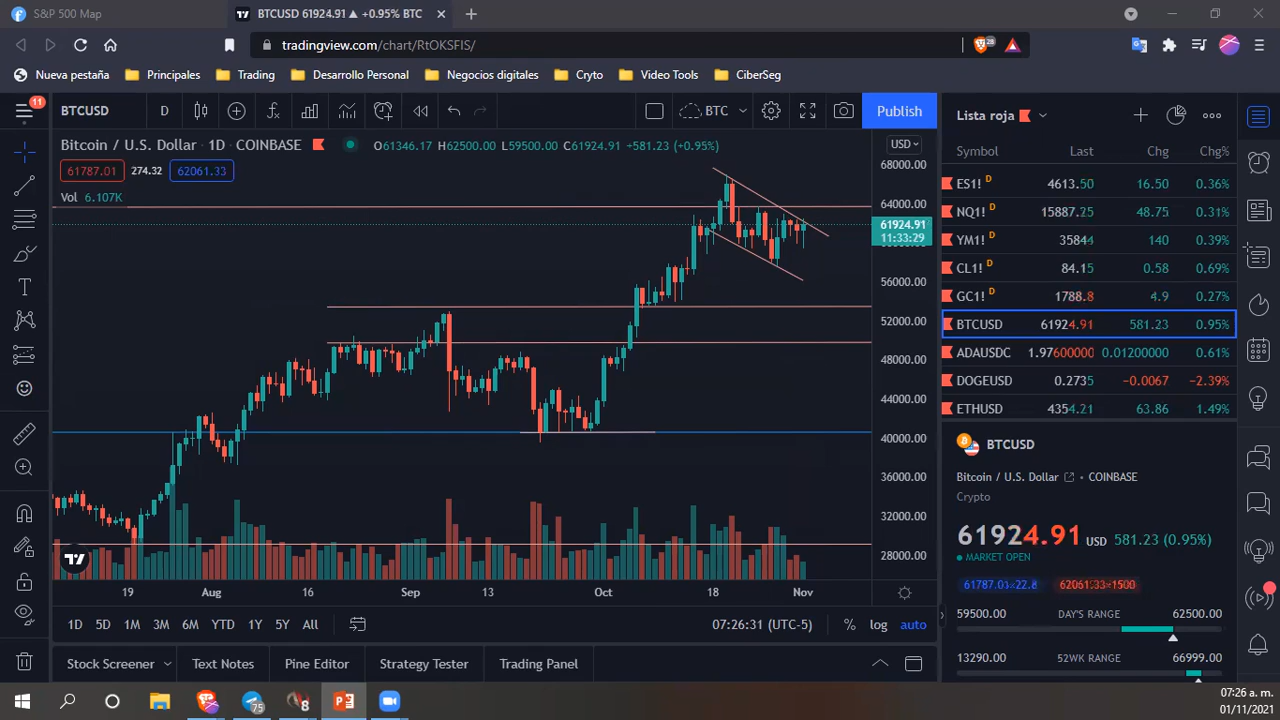 S&P 500 Map
BTCUSD 61924.91 ▲ +0.95% BTC
tradingview.com/chart/RtOKSFIS/
28
Nueva pestaña Principales Trading Desarrollo Personal Negocios digitales Cryto Video Tools CiberSeg
11
BTCUSD D BTC Publish
Bitcoin / U.S. Dollar · 1D · COINBASE O61346.17 H62500.00 L59500.00 C61924.91 +581.23 (+0.95%)
61787.01 274.32 62061.33
Vol 6.107K
USD
68000.00
64000.00
61924.91
11:33:29
56000.00
52000.00
48000.00
44000.00
40000.00
36000.00
32000.00
28000.00
19 Aug 16 Sep 13 Oct 18 Nov
1D 5D 1M 3M 6M YTD 1Y 5Y All 07:26:31 (UTC-5) % log auto
Stock Screener Text Notes Pine Editor Strategy Tester Trading Panel
Lista roja
Symbol Last Chg Chg%
ES1! D 4613.50 16.50 0.36%
NQ1! D 15887.25 48.75 0.31%
YM1! D 35844 140 0.39%
CL1! D 84.15 0.58 0.69%
GC1! D 1788.8 4.9 0.27%
BTCUSD 61924.91 581.23 0.95%
ADAUSDC 1.97600000 0.01200000 0.61%
DOGEUSD 0.2735 −0.0067 −2.39%
ETHUSD 4354.21 63.86 1.49%
BTCUSD
Bitcoin / U.S. Dollar · COINBASE
Crypto
61924.91 USD 581.23 (0.95%)
MARKET OPEN
61787.01×22.8 62061.33×1500
59500.00 DAY'S RANGE 62500.00
13290.00 52WK RANGE 66999.00
75
8
07:26 a. m.
01/11/2021